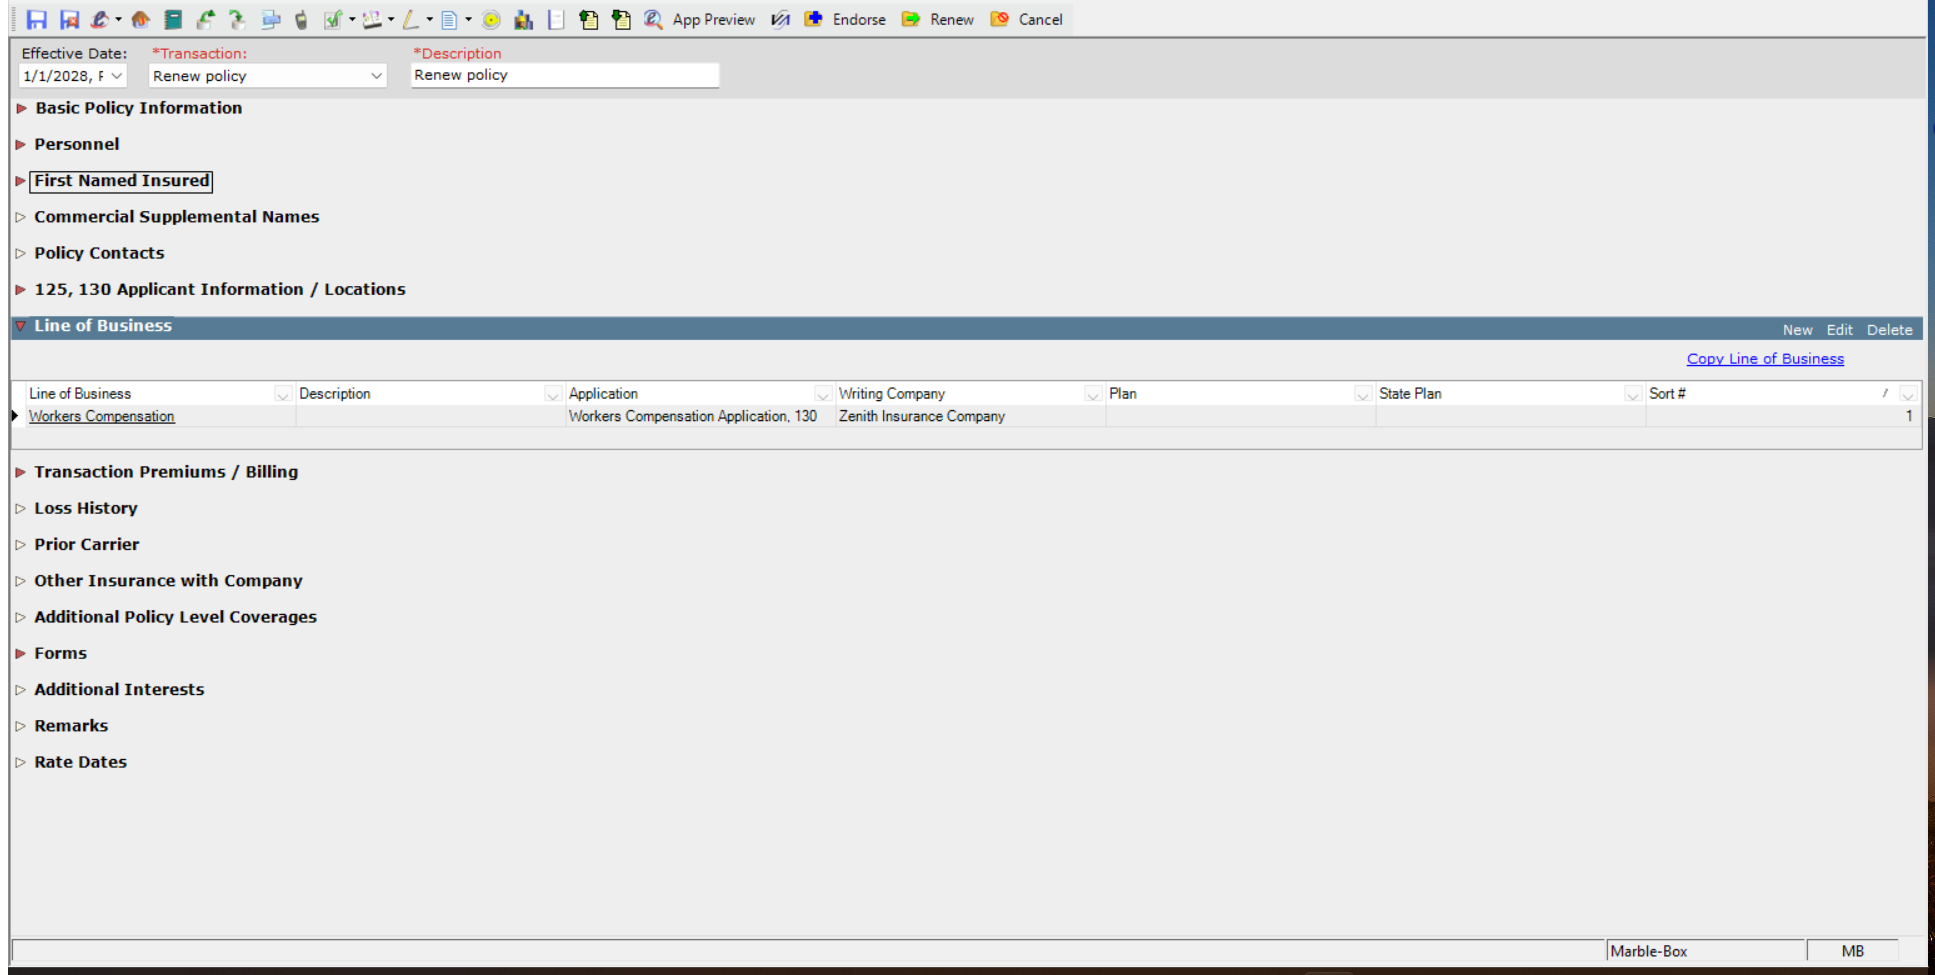 App Preview Endorse Renew Cancel
Effective Date: *Transaction: *Description
1/1/2028, F Renew policy Renew policy
Basic Policy Information
Personnel
First Named Insured
Commercial Supplemental Names
Policy Contacts
125, 130 Applicant Information / Locations
Line of Business New Edit Delete
Copy Line of Business
Line of Business Description Application Writing Company Plan State Plan Sort #
Workers Compensation Workers Compensation Application, 130 Zenith Insurance Company 1
Transaction Premiums / Billing
Loss History
Prior Carrier
Other Insurance with Company
Additional Policy Level Coverages
Forms
Additional Interests
Remarks
Rate Dates
Marble-Box MB